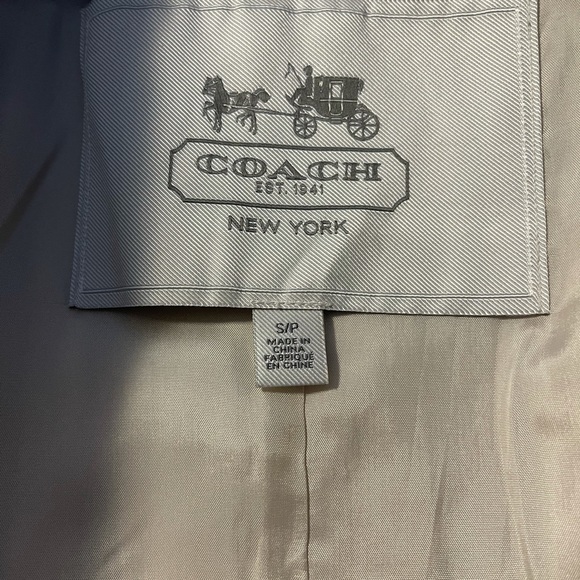 COACH
EST. 1941
NEW YORK
S/P
MADE IN
CHINA
FABRIQUÉ
EN CHINE